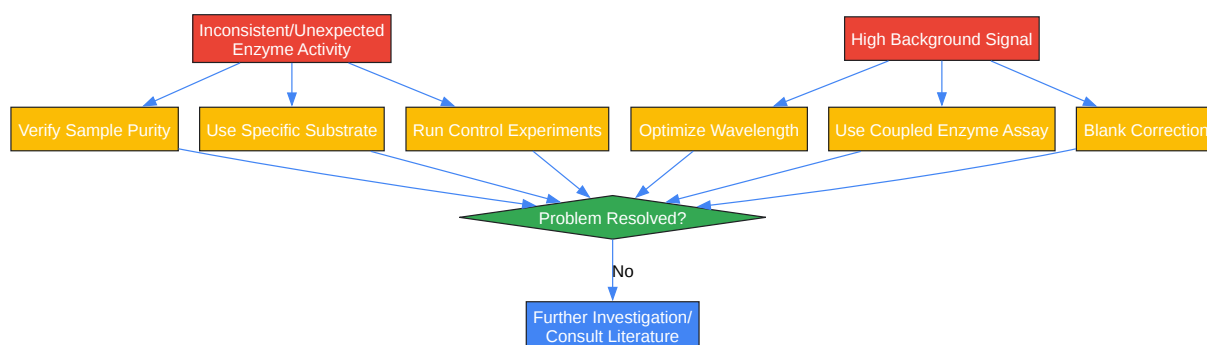 Inconsistent/Unexpected
Enzyme Activity
High Background Signal
Verify Sample Purity
Use Specific Substrate
Run Control Experiments
Optimize Wavelength
Use Coupled Enzyme Assay
Blank Correction
Problem Resolved?
No
Further Investigation/
Consult Literature